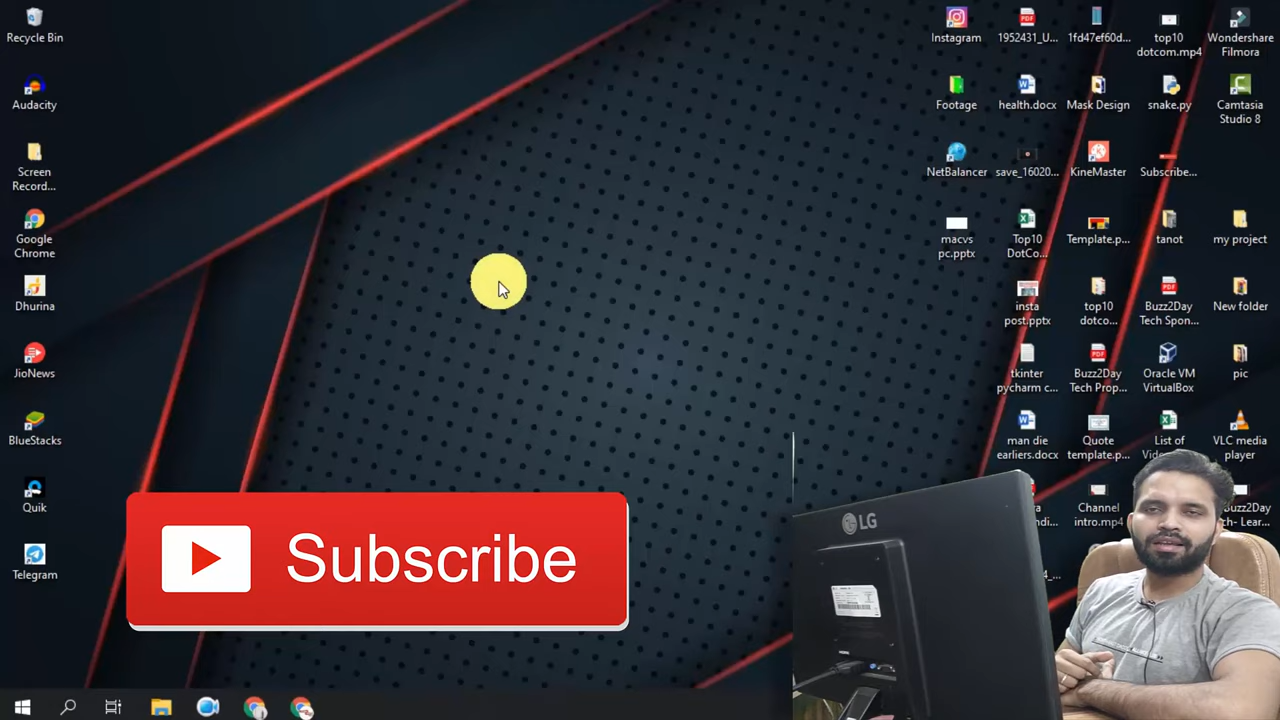 Recycle Bin
Audacity
Screen
Record...
Google
Chrome
Dhurina
JioNews
BlueStacks
Quik
Telegram
Instagram
1952431_U...
1fd47ef60d...
top10
dotcom.mp4
Wondershare
Filmora
Footage
health.docx
Mask Design
snake.py
Camtasia
Studio 8
NetBalancer
save_16020...
KineMaster
Subscribe...
macvs
pc.pptx
Top10
DotCo...
Template.p...
tanot
my project
insta
post.pptx
top10
dotco...
Buzz2Day
Tech Spon...
New folder
tkinter
pycharm c...
Buzz2Day
Tech Prop...
Oracle VM
VirtualBox
pic
man die
earliers.docx
Quote
template.p...
List of
VLC media
player
Channel
intro.mp4
Buzz2Day
Tech- Lear...
LG
Subscribe